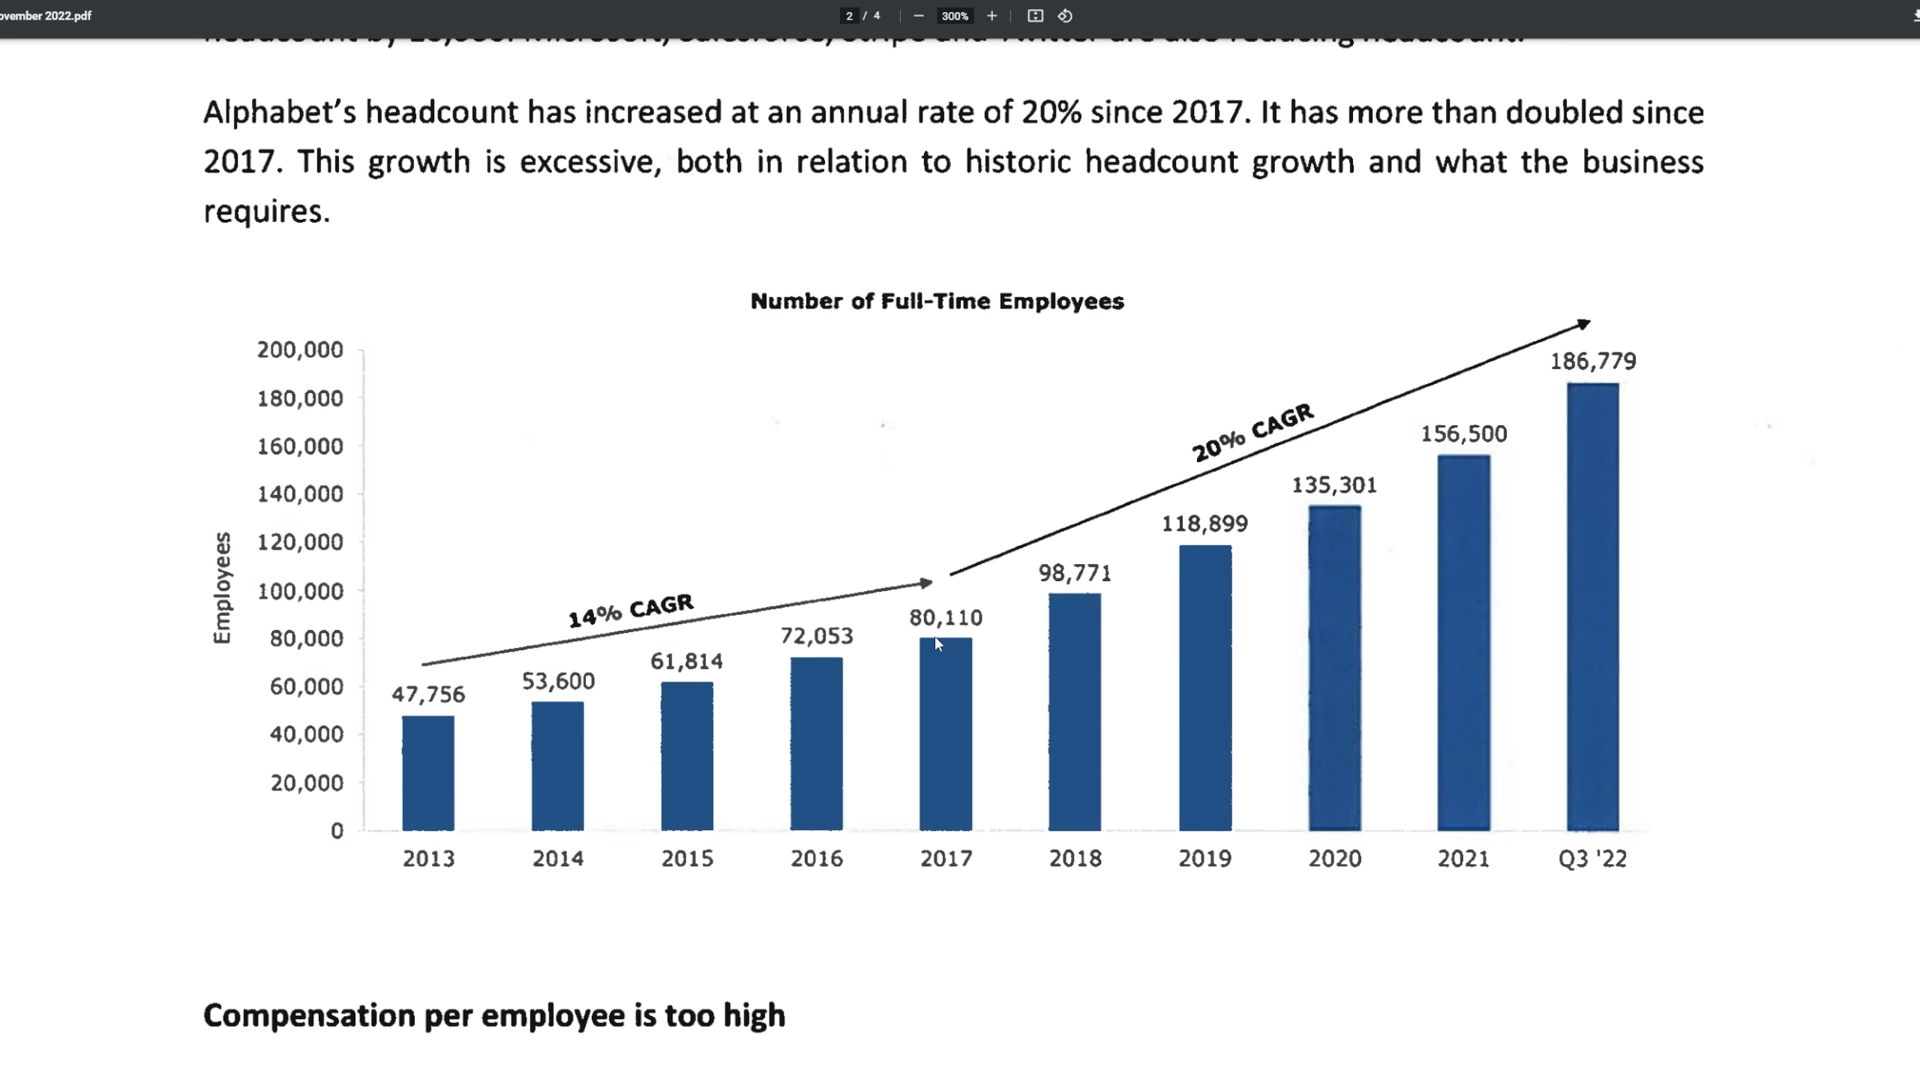 ovember 2022.pdf
2 / 4
300%
Alphabet’s headcount has increased at an annual rate of 20% since 2017. It has more than doubled since
2017. This growth is excessive, both in relation to historic headcount growth and what the business
requires.
Number of Full-Time Employees
Employees
200,000
180,000
160,000
140,000
120,000
100,000
80,000
60,000
40,000
20,000
0
14% CAGR
20% CAGR
47,756
53,600
61,814
72,053
80,110
98,771
118,899
135,301
156,500
186,779
2013
2014
2015
2016
2017
2018
2019
2020
2021
Q3 '22
Compensation per employee is too high